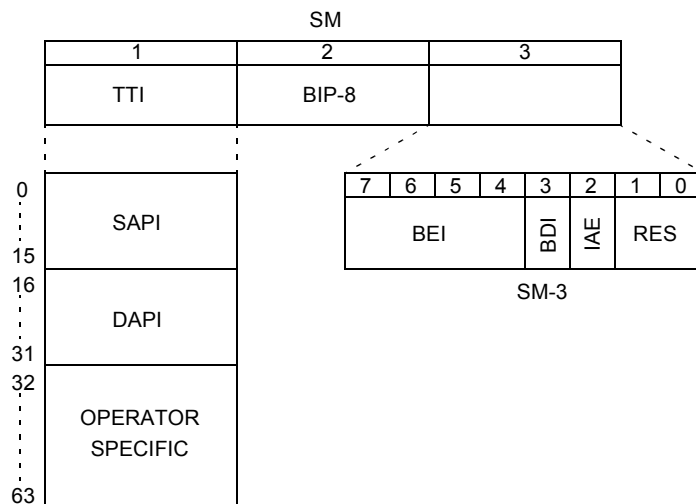 SM
1 2 3
TTI BIP-8
0 7 6 5 4 3 2 1 0
SAPI BEI BDI IAE RES
15
16 SM-3
DAPI
31
32
OPERATOR
SPECIFIC
63